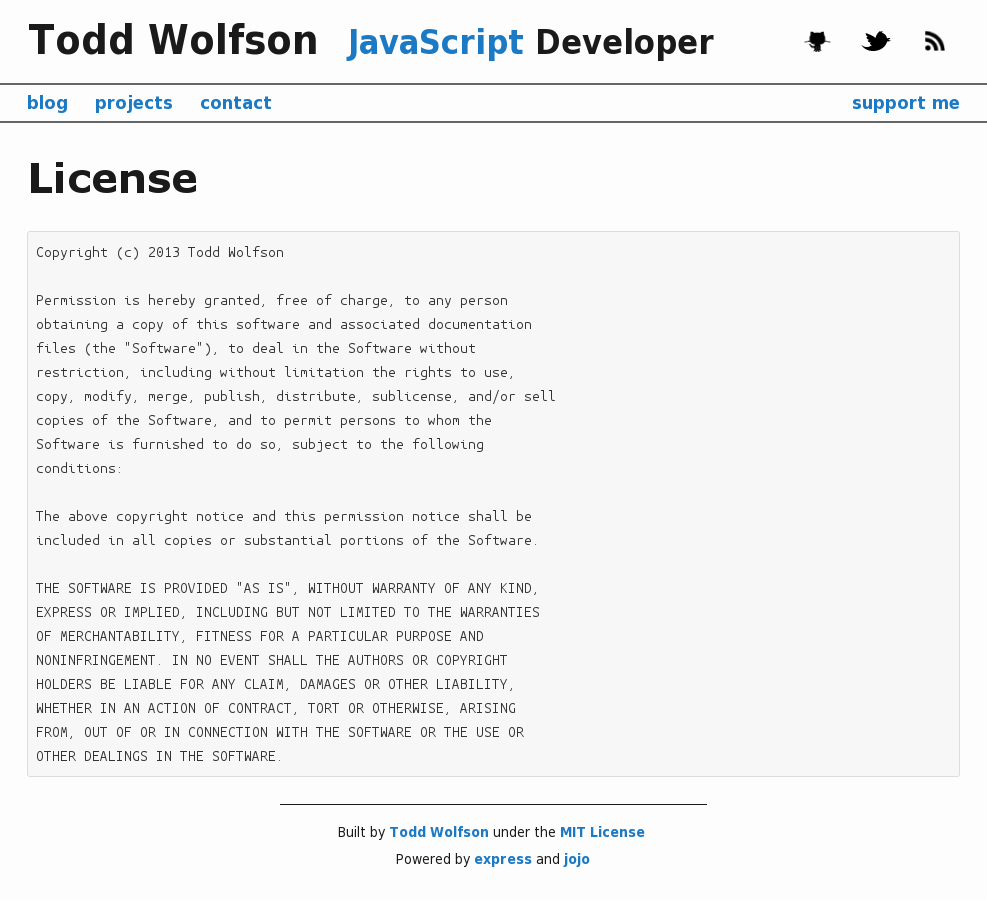 Todd Wolfson JavaScript Developer
blog projects contact support me
License
Copyright (c) 2013 Todd Wolfson
Permission is hereby granted, free of charge, to any person
obtaining a copy of this software and associated documentation
files (the "Software"), to deal in the Software without
restriction, including without limitation the rights to use,
copy, modify, merge, publish, distribute, sublicense, and/or sell
copies of the Software, and to permit persons to whom the
Software is furnished to do so, subject to the following
conditions:
The above copyright notice and this permission notice shall be
included in all copies or substantial portions of the Software.
THE SOFTWARE IS PROVIDED "AS IS", WITHOUT WARRANTY OF ANY KIND,
EXPRESS OR IMPLIED, INCLUDING BUT NOT LIMITED TO THE WARRANTIES
OF MERCHANTABILITY, FITNESS FOR A PARTICULAR PURPOSE AND
NONINFRINGEMENT. IN NO EVENT SHALL THE AUTHORS OR COPYRIGHT
HOLDERS BE LIABLE FOR ANY CLAIM, DAMAGES OR OTHER LIABILITY,
WHETHER IN AN ACTION OF CONTRACT, TORT OR OTHERWISE, ARISING
FROM, OUT OF OR IN CONNECTION WITH THE SOFTWARE OR THE USE OR
OTHER DEALINGS IN THE SOFTWARE.
Built by Todd Wolfson under the MIT License
Powered by express and jojo